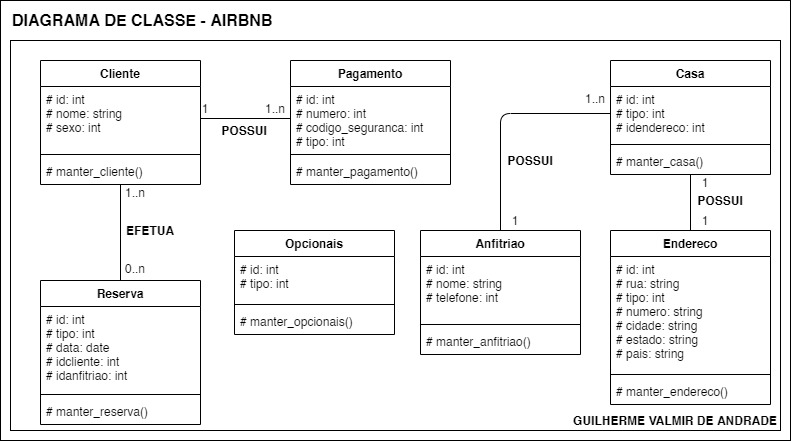 DIAGRAMA DE CLASSE - AIRBNB
Cliente
# id: int
# nome: string
# sexo: int
# manter_cliente()
1
1..n
POSSUI
Pagamento
# id: int
# numero: int
# codigo_seguranca: int
# tipo: int
# manter_pagamento()
Casa
# id: int
# tipo: int
# idendereco: int
# manter_casa()
1..n
POSSUI
1
1
POSSUI
1
1..n
EFETUA
0..n
Reserva
# id: int
# tipo: int
# data: date
# idcliente: int
# idanfitriao: int
# manter_reserva()
Opcionais
# id: int
# tipo: int
# manter_opcionais()
Anfitriao
# id: int
# nome: string
# telefone: int
# manter_anfitriao()
Endereco
# id: int
# rua: string
# tipo: int
# numero: string
# cidade: string
# estado: string
# pais: string
# manter_endereco()
GUILHERME VALMIR DE ANDRADE